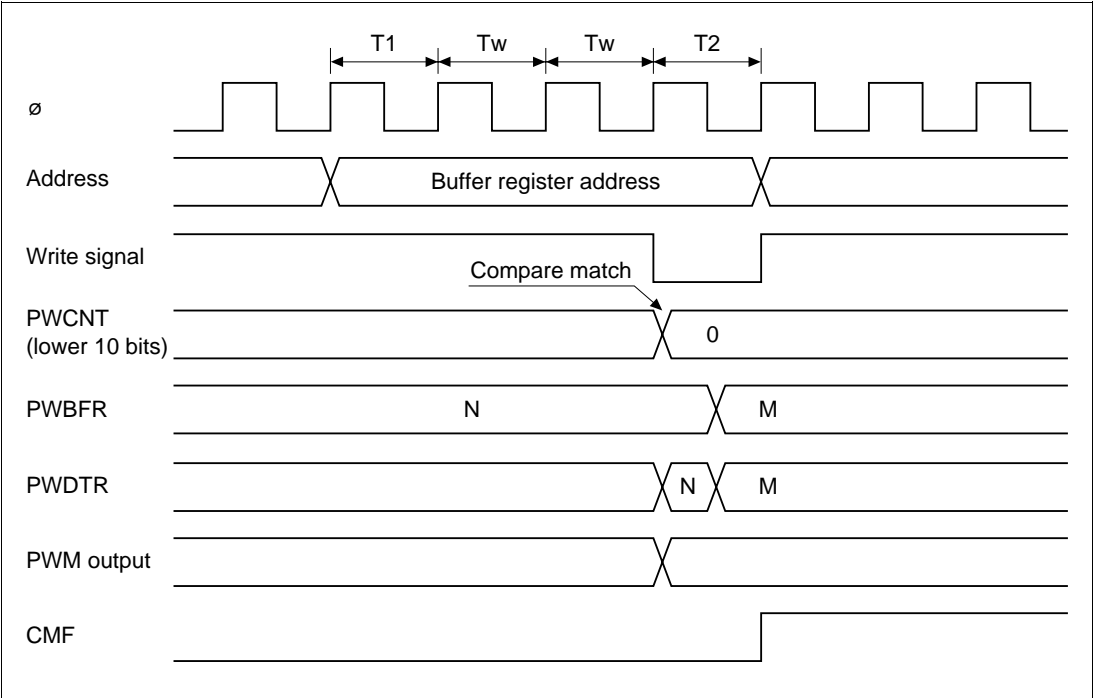 T1 Tw Tw T2
ø
Address Buffer register address
Write signal
Compare match
PWCNT
(lower 10 bits) 0
PWBFR N M
PWDTR N M
PWM output
CMF